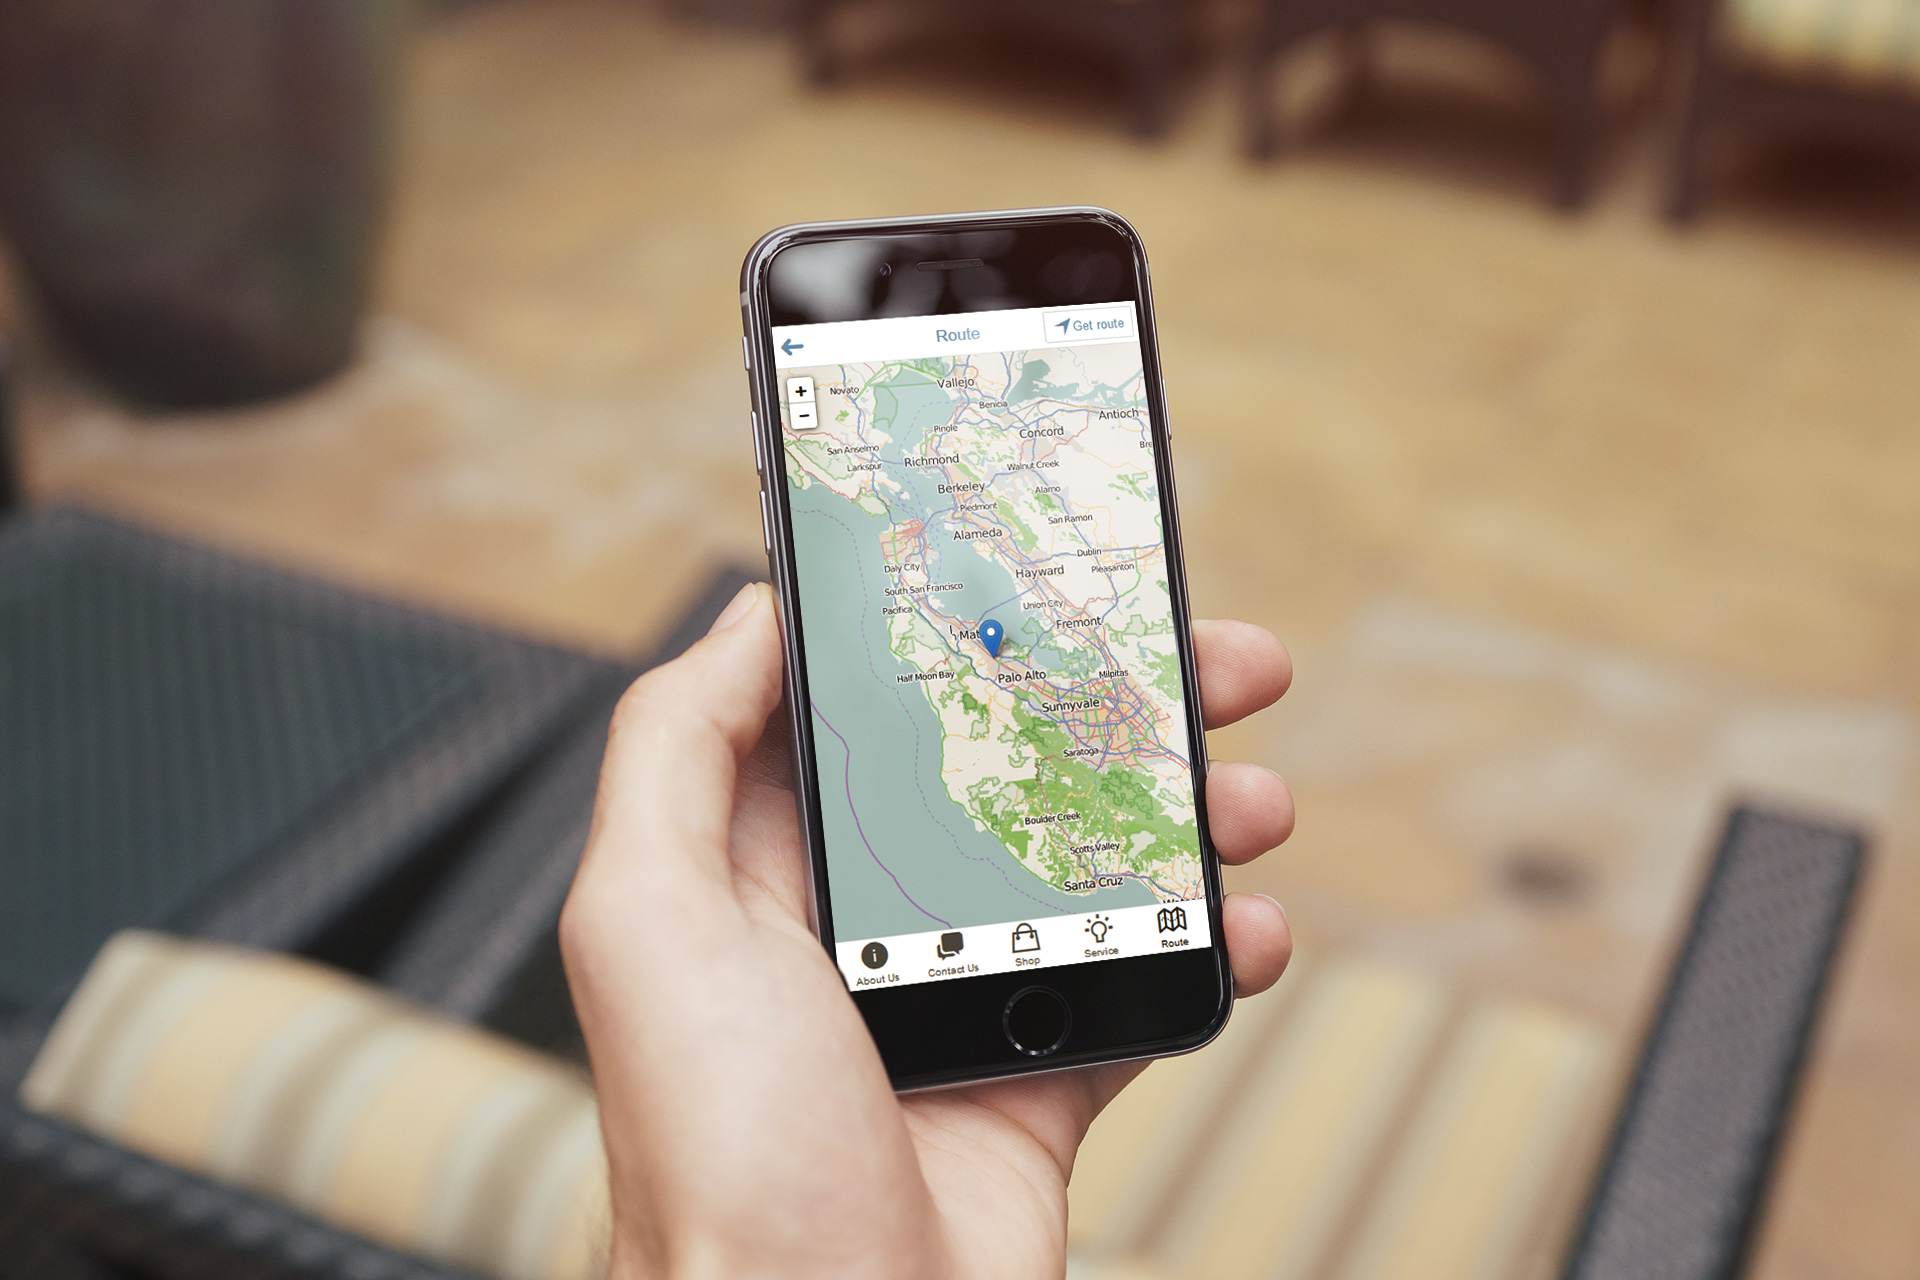 Route
Get route
+
−
Novato
Vallejo
Benicia
Antioch
Pinole
Concord
Bre
San Anselmo
Larkspur
Richmond
Walnut Creek
Berkeley
Alamo
Piedmont
San Ramon
Alameda
Dublin
Daly City
Hayward
Pleasanton
South San Francisco
Pacifica
Union City
Fremont
Mat
Half Moon Bay
Palo Alto
Milpitas
Sunnyvale
Saratoga
Boulder Creek
Scotts Valley
Santa Cruz
i
About Us
Contact Us
Shop
Service
Route